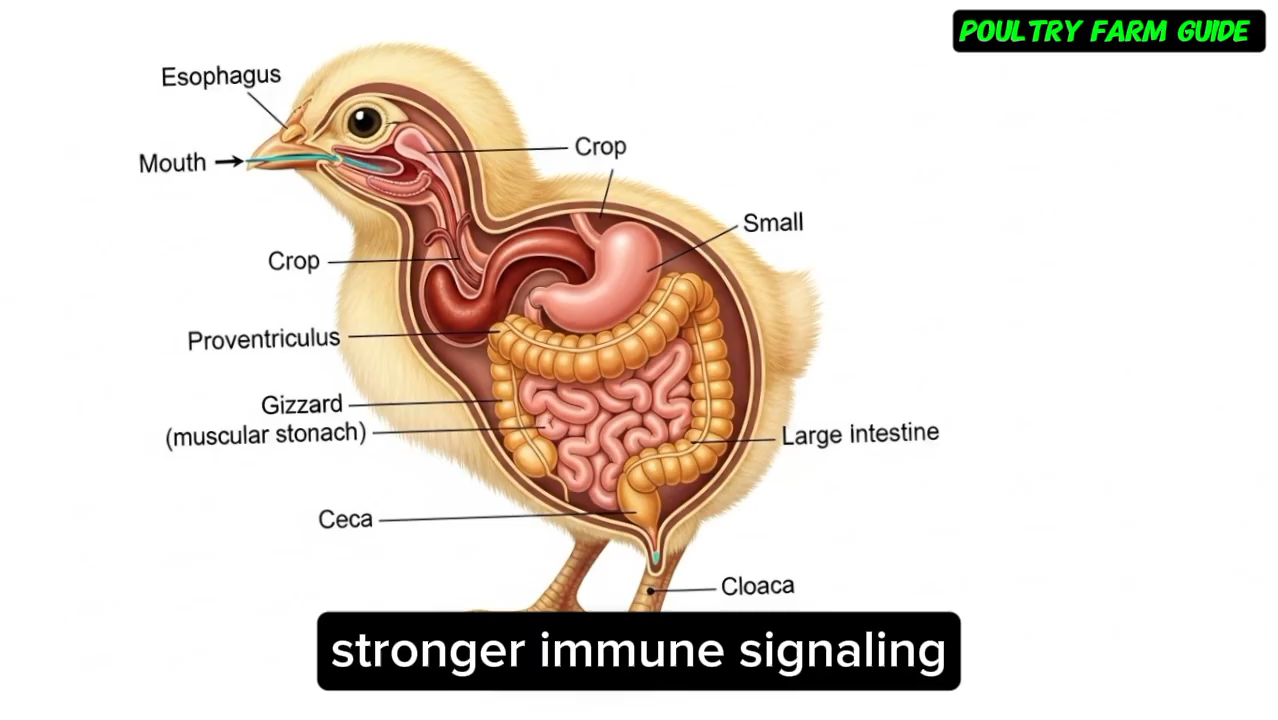 POULTRY FARM GUIDE
Esophagus
Mouth
Crop
Small
Crop
Proventriculus
Gizzard
(muscular stonach)
Large intestine
Ceca
Cloaca
stronger immune signaling